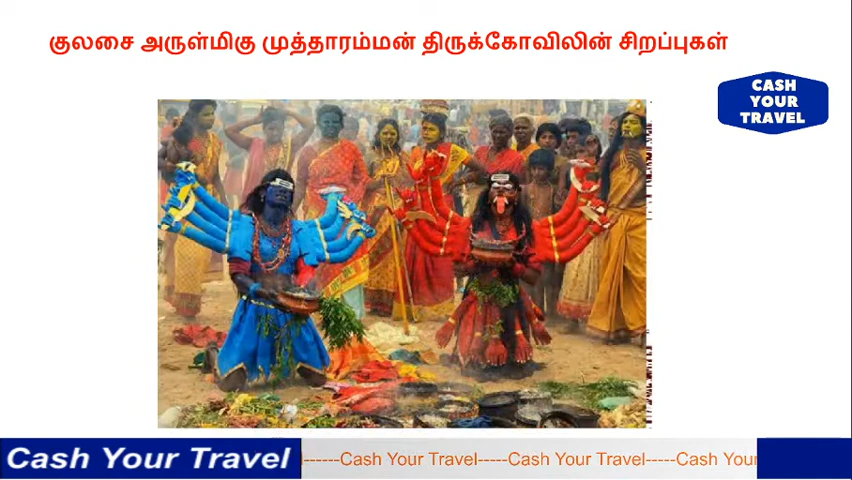 குலசை அருள்மிகு முத்தாரம்மன் திருக்கோவிலின் சிறப்புகள்
CASH
YOUR
TRAVEL
Cash Your Travel
------Cash Your Travel-----Cash Your Travel-----Cash Your